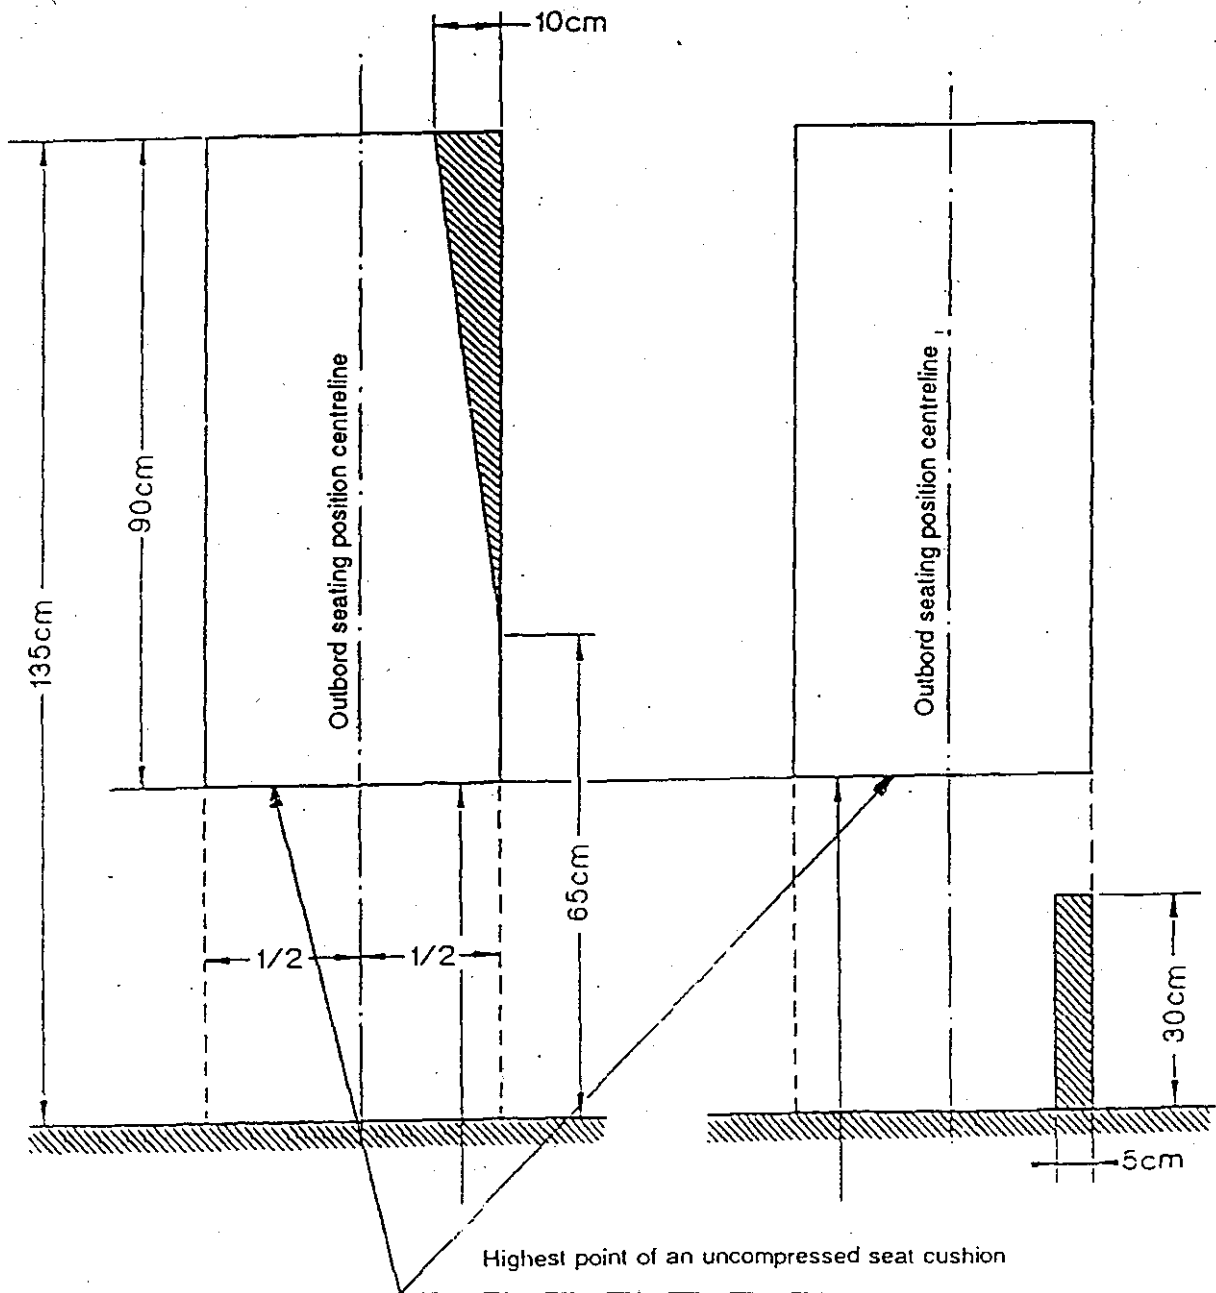 10cm
Outbord seating position centreline
Outbord seating position centreline
90cm
135cm
65cm
1/2
1/2
30cm
5cm
Highest point of an uncompressed seat cushion